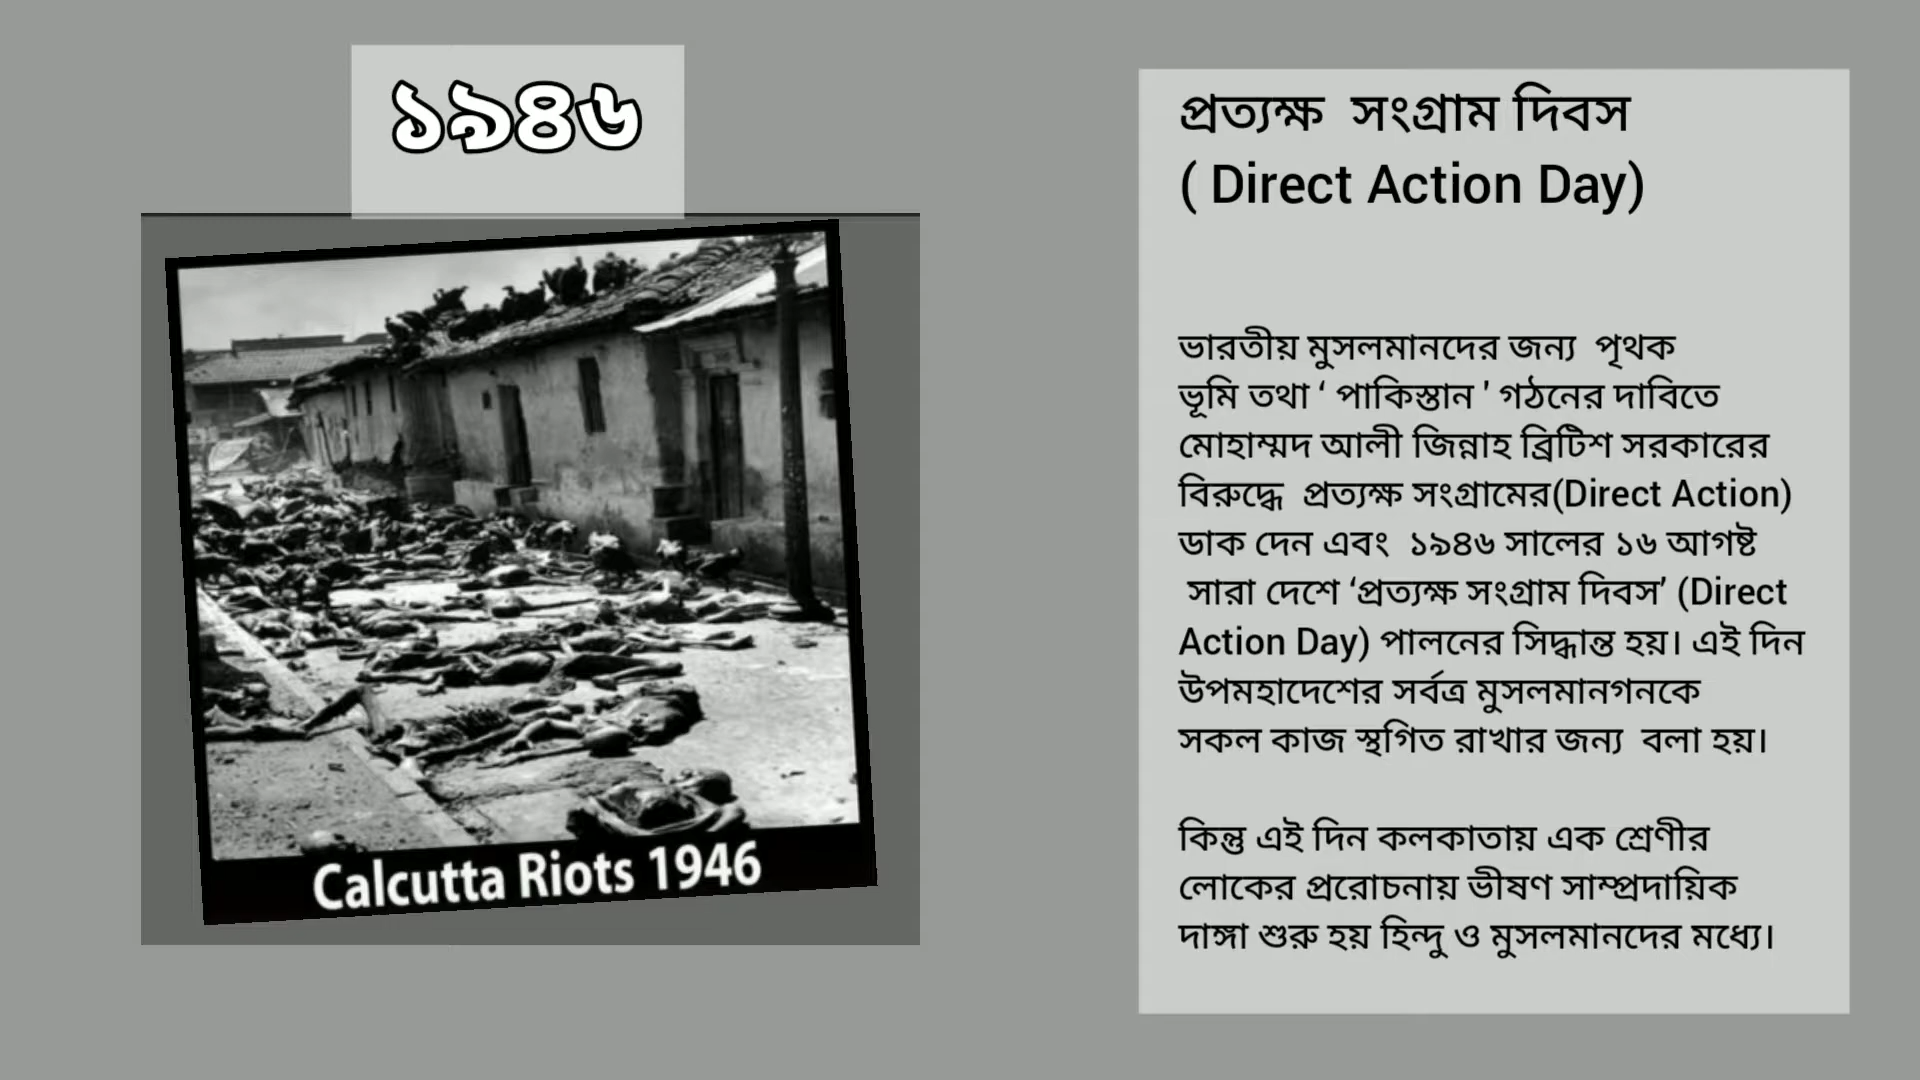 ১৯৪৬
Calcutta Riots 1946
প্রত্যক্ষ সংগ্রাম দিবস
( Direct Action Day)
ভারতীয় মুসলমানদের জন্য পৃথক
ভূমি তথা ‘ পাকিস্তান ’ গঠনের দাবিতে
মোহাম্মদ আলী জিন্নাহ ব্রিটিশ সরকারের
বিরুদ্ধে প্রত্যক্ষ সংগ্রামের(Direct Action)
ডাক দেন এবং ১৯৪৬ সালের ১৬ আগষ্ট
সারা দেশে ‘প্রত্যক্ষ সংগ্রাম দিবস’ (Direct
Action Day) পালনের সিদ্ধান্ত হয়। এই দিন
উপমহাদেশের সর্বত্র মুসলমানগনকে
সকল কাজ স্থগিত রাখার জন্য বলা হয়।
কিন্তু এই দিন কলকাতায় এক শ্রেণীর
লোকের প্ররোচনায় ভীষণ সাম্প্রদায়িক
দাঙ্গা শুরু হয় হিন্দু ও মুসলমানদের মধ্যে।